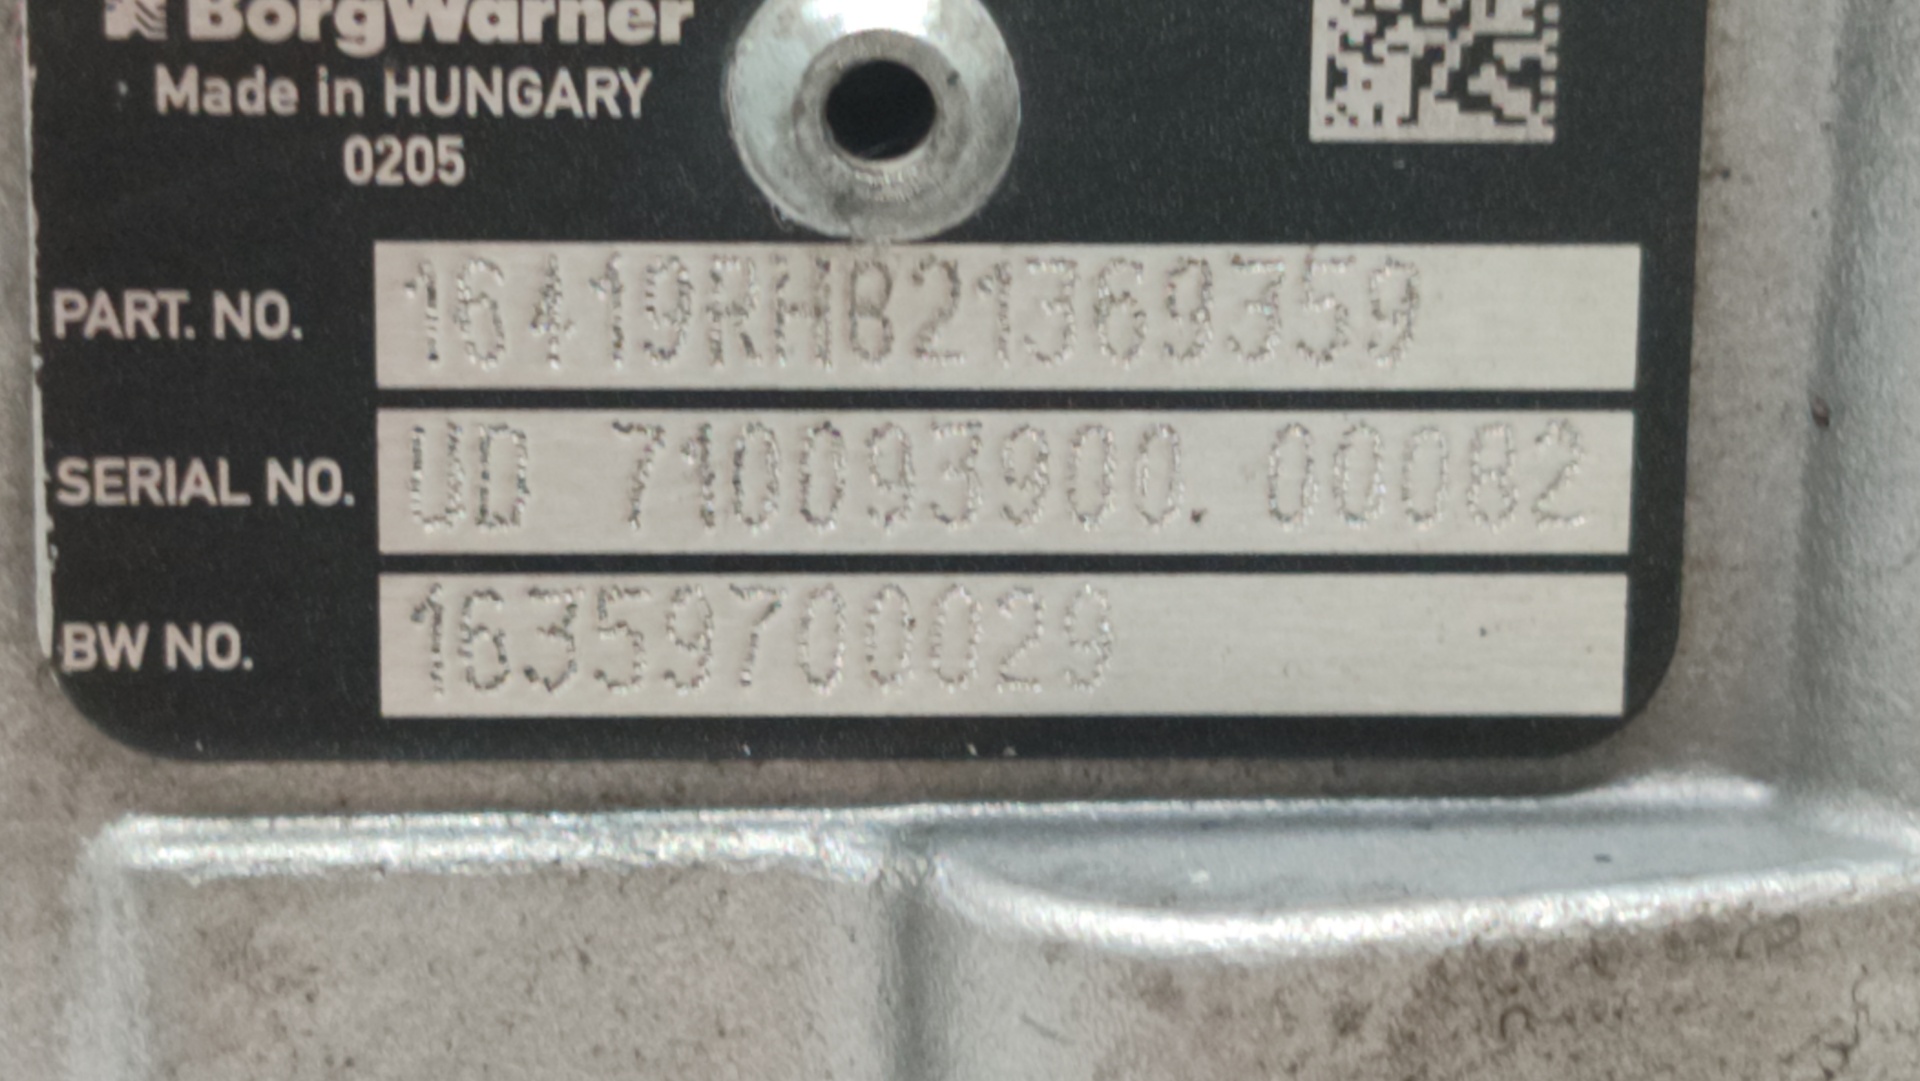 BorgWarner
Made in HUNGARY
0205
PART. NO. 16419RHB21369359
SERIAL NO. UD 710093900. 00082
BW NO. 16359700029